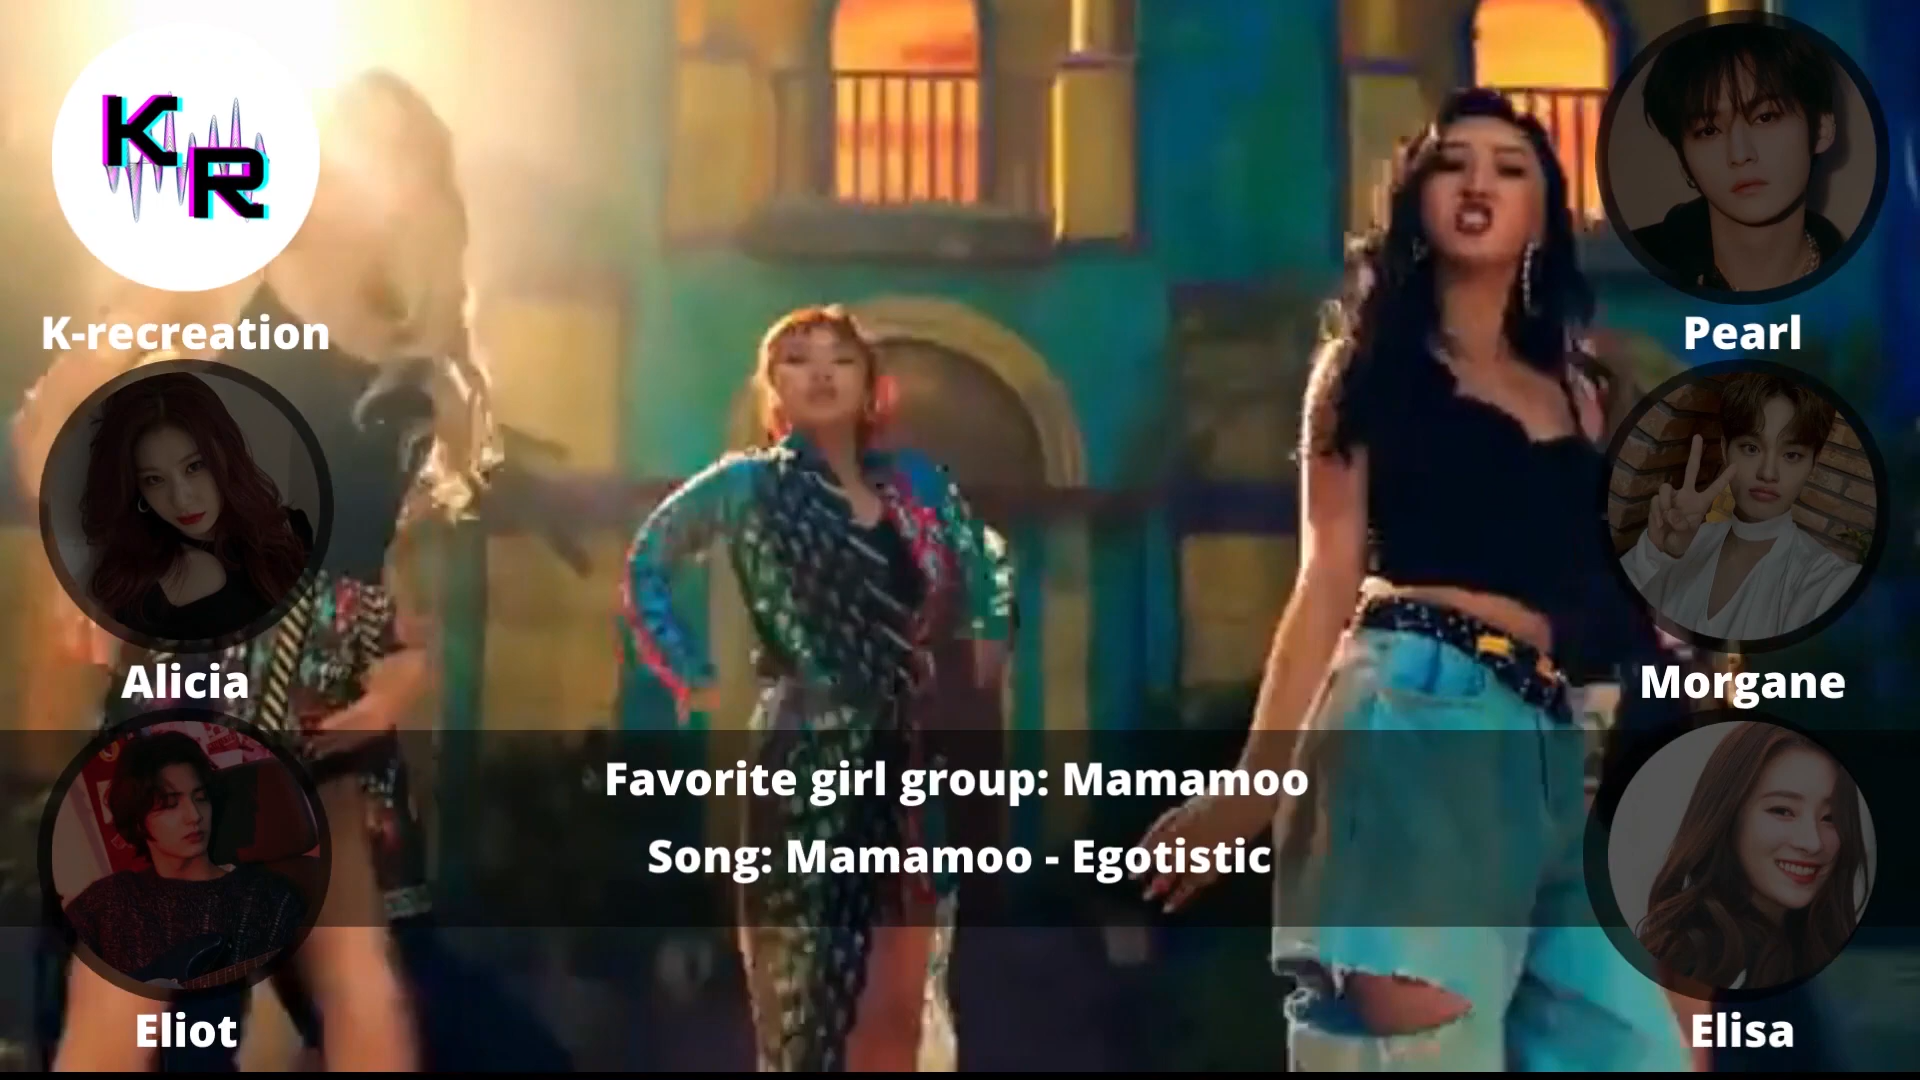 KR
K-recreation
Pearl
Alicia
Morgane
Favorite girl group: Mamamoo
Song: Mamamoo - Egotistic
Eliot
Elisa